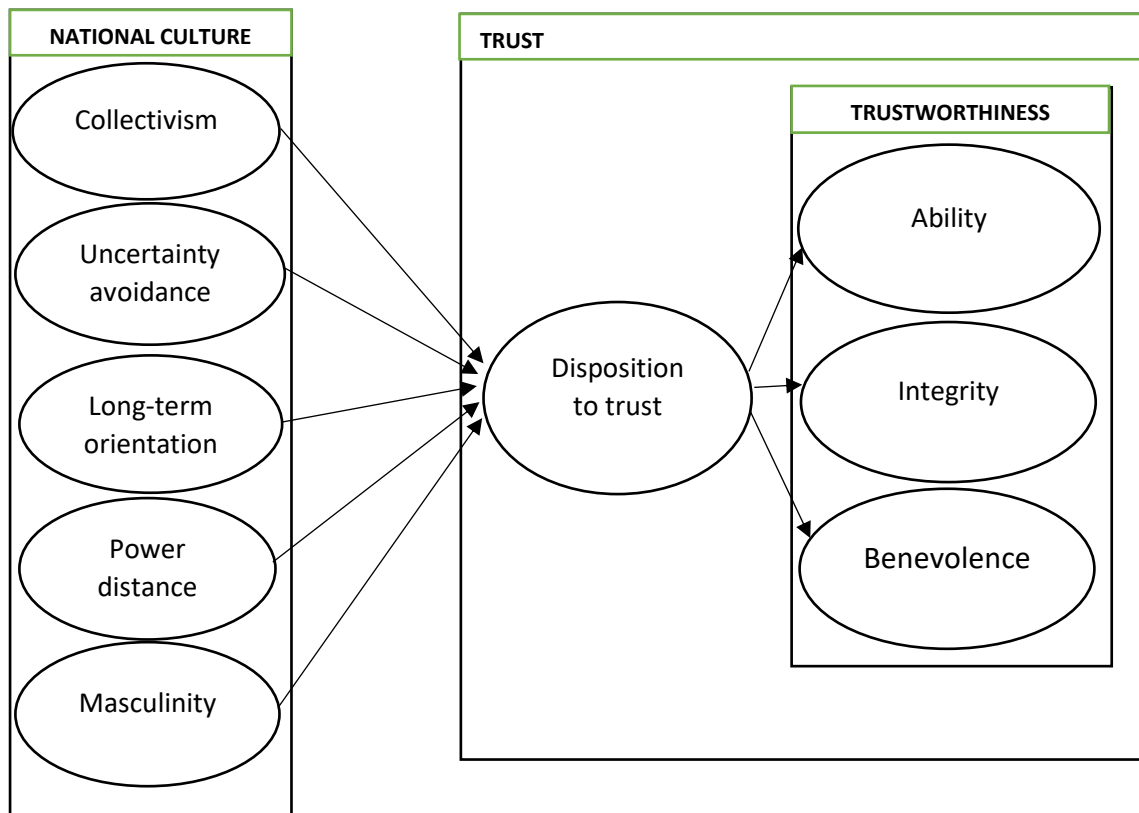 NATIONAL CULTURE
Collectivism
Uncertainty
avoidance
Long-term
orientation
Power
distance
Masculinity
TRUST
Disposition
to trust
TRUSTWORTHINESS
Ability
Integrity
Benevolence